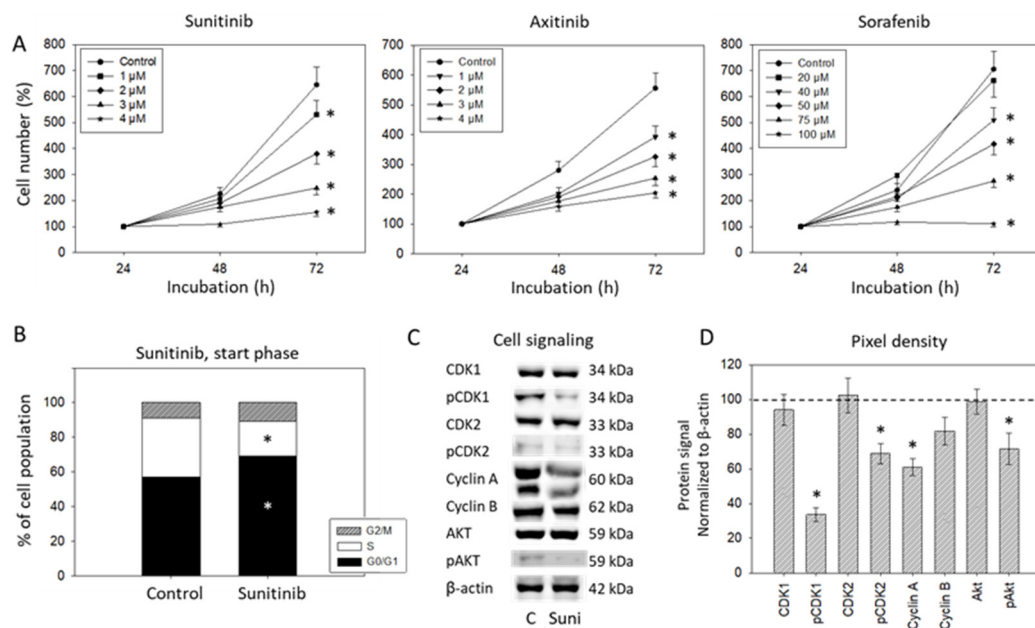 Sunitinib
Axitinib
Sorafenib
A
Cell number (%)
800
700
600
500
400
300
200
100
0
Control
1 µM
2 µM
3 µM
4 µM
*
*
*
*
24
48
72
Incubation (h)
700
600
500
400
300
200
100
0
Control
1 µM
2 µM
3 µM
4 µM
*
*
*
*
24
48
72
Incubation (h)
800
700
600
500
400
300
200
100
0
Control
20 µM
40 µM
50 µM
75 µM
100 µM
*
*
*
*
24
48
72
Incubation (h)
B
Sunitinib, start phase
% of cell population
100
80
60
40
20
0
*
*
G2/M
S
G0/G1
Control
Sunitinib
C
Cell signaling
CDK1 34 kDa
pCDK1 34 kDa
CDK2 33 kDa
pCDK2 33 kDa
Cyclin A 60 kDa
Cyclin B 62 kDa
AKT 59 kDa
pAKT 59 kDa
β-actin 42 kDa
C Suni
D
Pixel density
Protein signal
Normalized to β-actin
120
100
80
60
40
20
0
*
*
*
*
CDK1
pCDK1
CDK2
pCDK2
Cyclin A
Cyclin B
Akt
pAkt